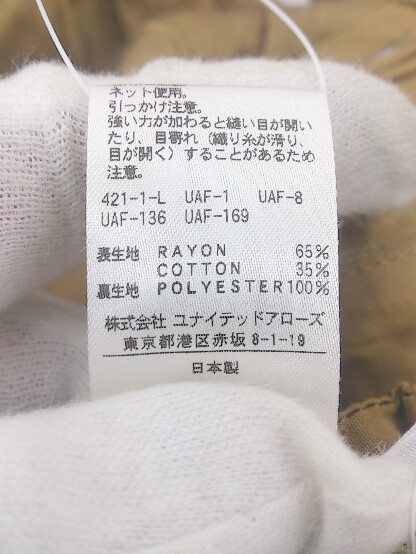 ネット使用。
引っかけ注意。
強い力が加わると縫い目が開い
たり、目寄れ（織り糸が滑り、
目が開く）することがあるため
注意。
421-1-L UAF-1 UAF-8
UAF-136 UAF-169
表生地 RAYON 65%
COTTON 35%
裏生地 POLYESTER 100%
株式会社 ユナイテッドアローズ
東京都港区赤坂 8-1-19
日本製